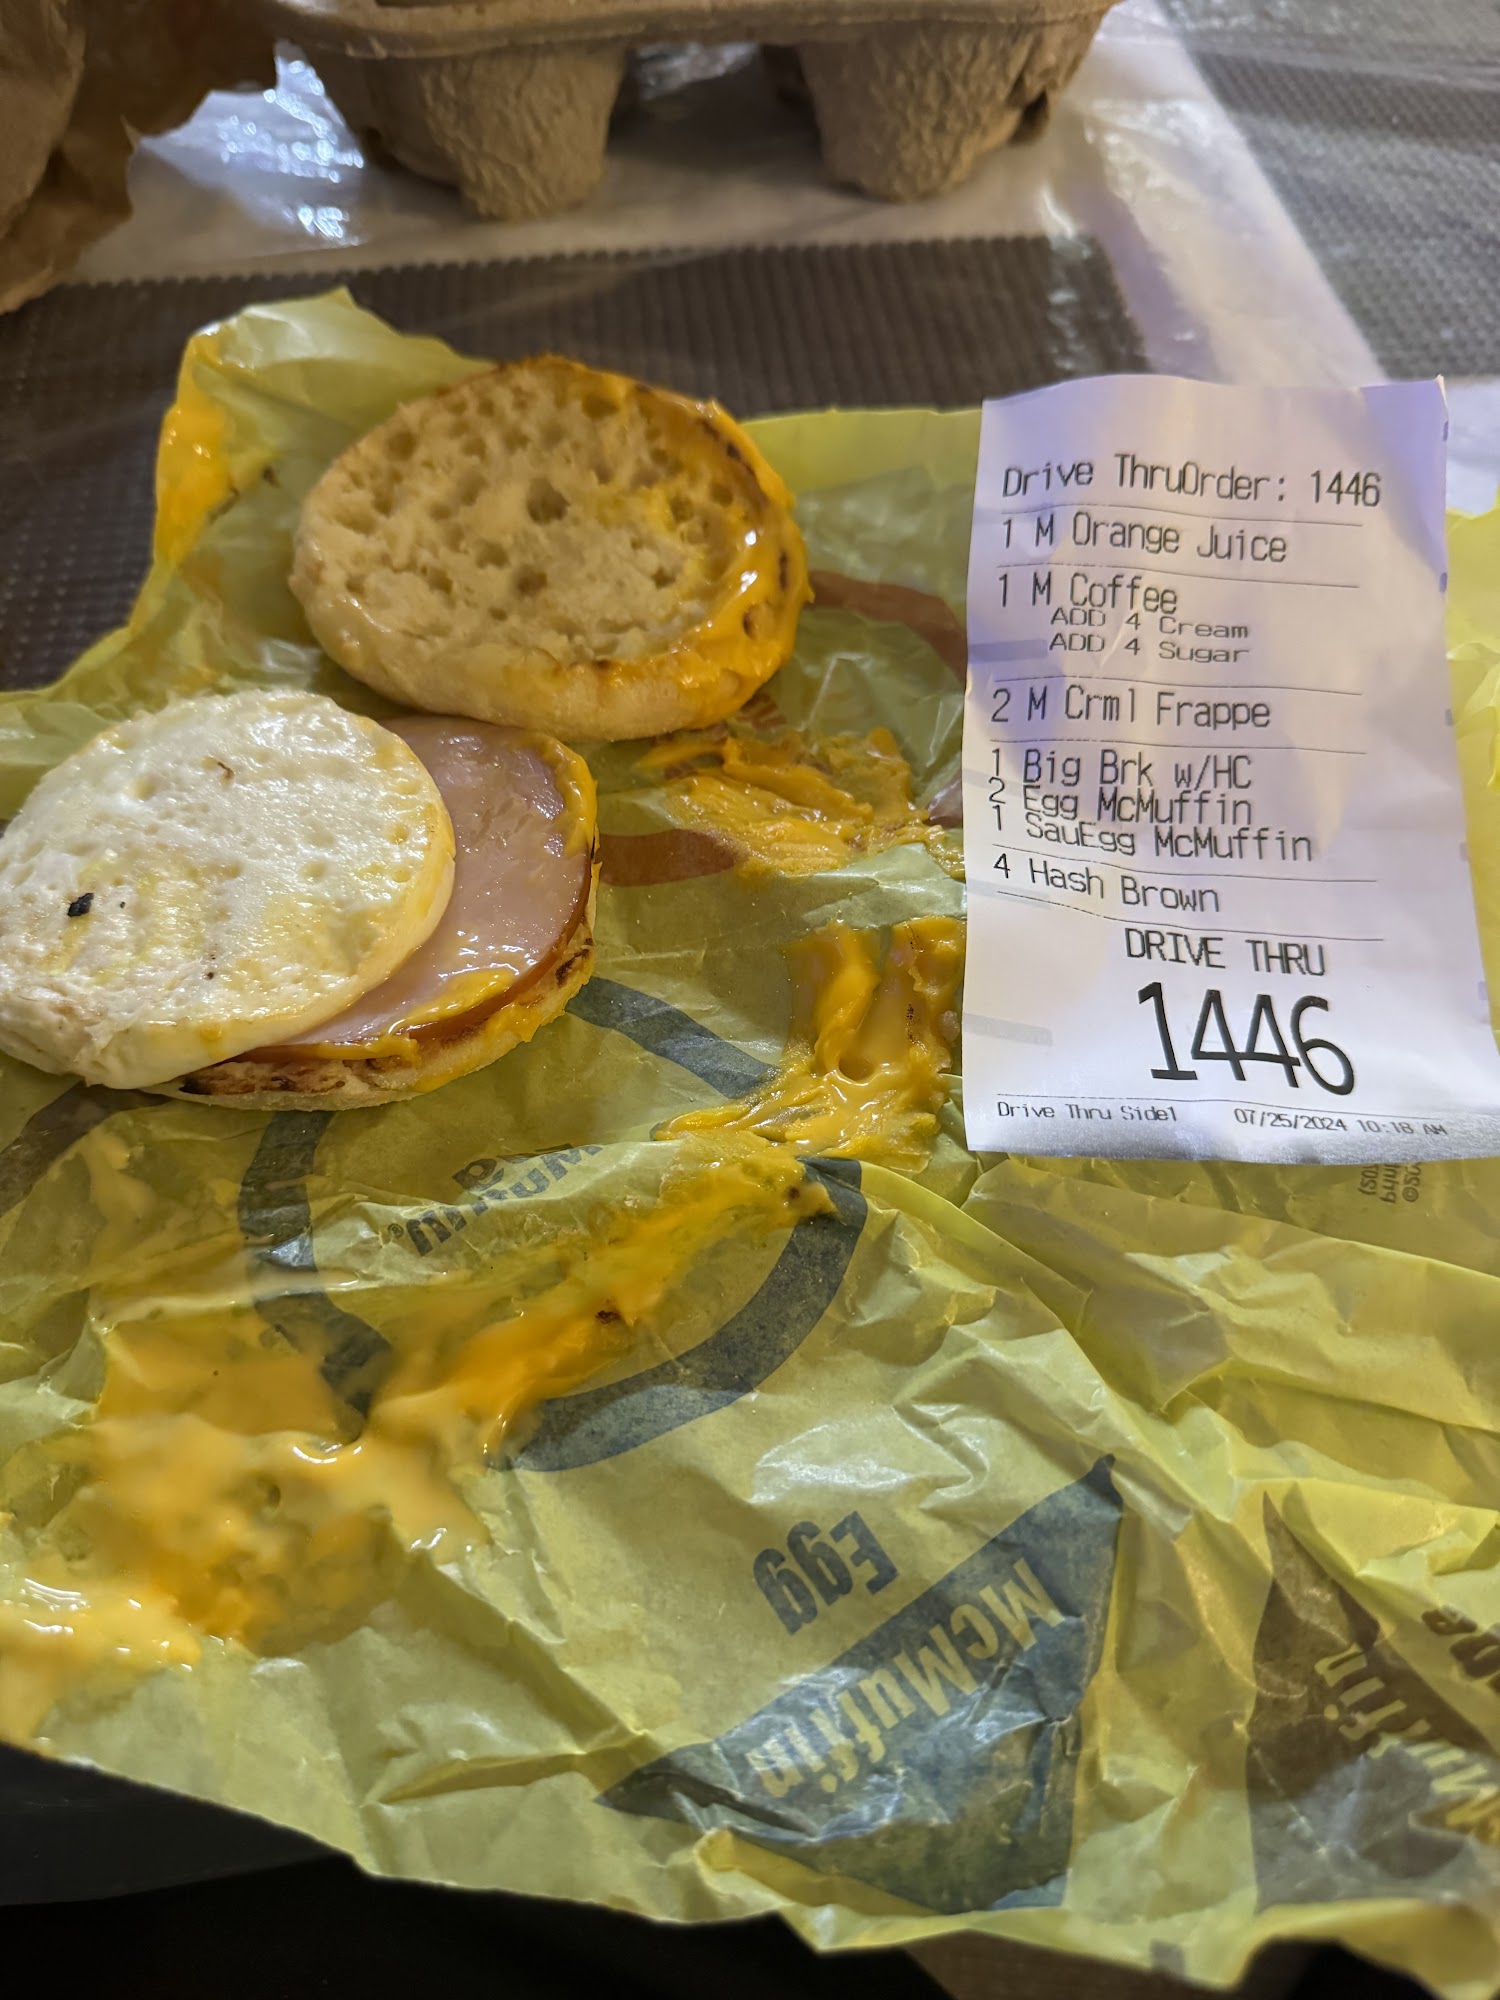 Drive ThruOrder: 1446
1 M Orange Juice
1 M Coffee
ADD 4 Cream
ADD 4 Sugar
2 M Crml Frappe
1 Big Brk w/HC
2 Egg McMuffin
1 SauEgg McMuffin
4 Hash Brown
DRIVE THRU
1446
Drive Thru Side1 07/25/2024 10:18 AM
Egg
McMuffin